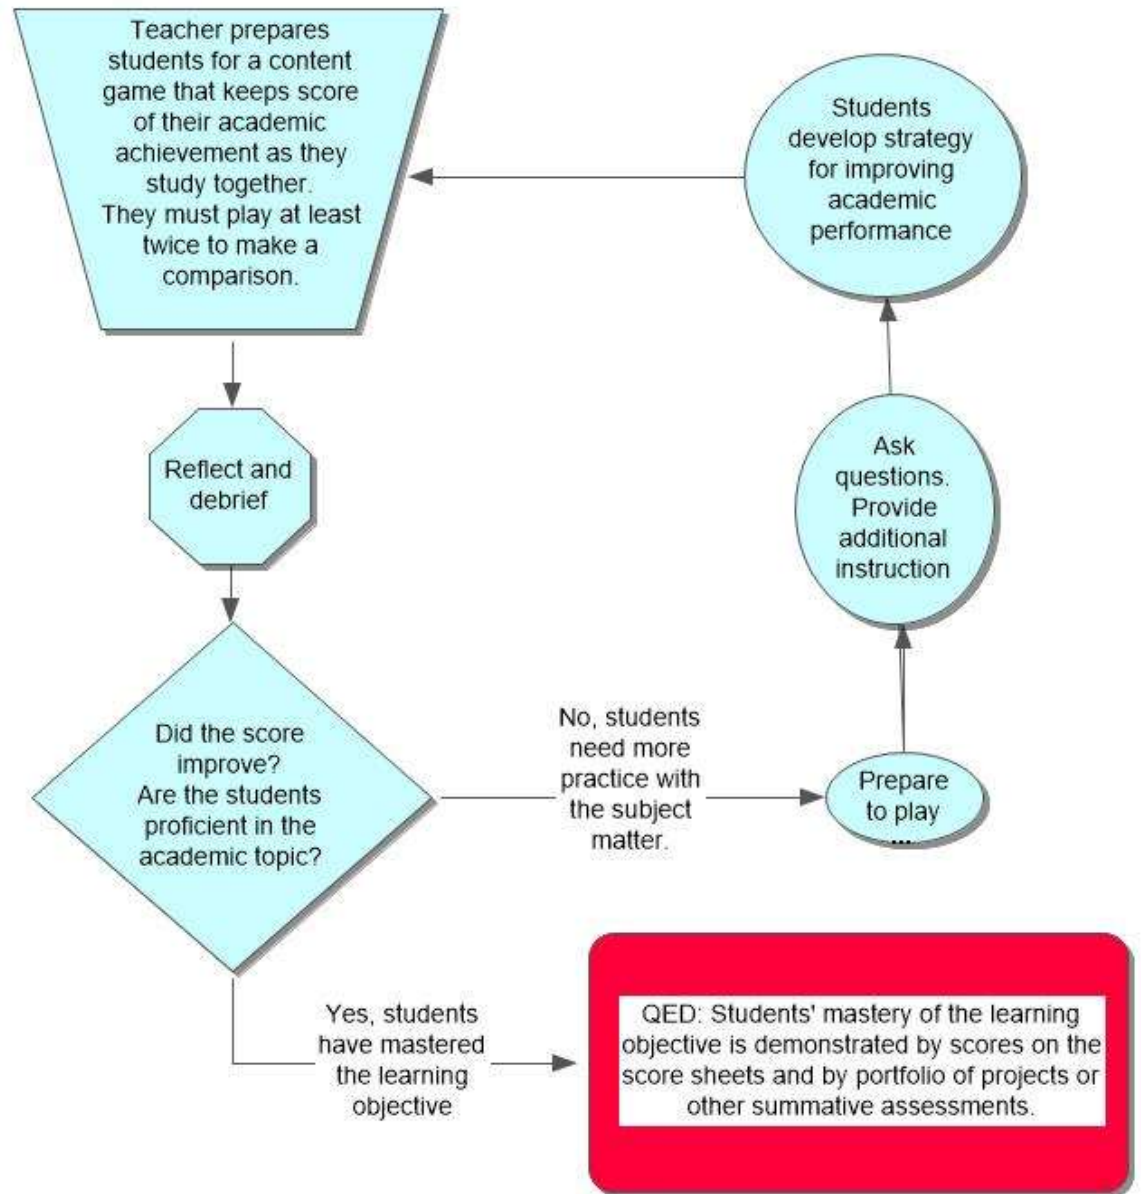 Teacher prepares
students for a content
game that keeps score
of their academic
achievement as they
study together.
They must play at least
twice to make a
comparison.
Reflect and
debrief
Did the score
improve?
Are the students
proficient in the
academic topic?
No, students
need more
practice with
the subject
matter.
Prepare
to play
...
Ask
questions.
Provide
additional
instruction
Students
develop strategy
for improving
academic
performance
Yes, students
have mastered
the learning
objective
QED: Students' mastery of the learning
objective is demonstrated by scores on the
score sheets and by portfolio of projects or
other summative assessments.